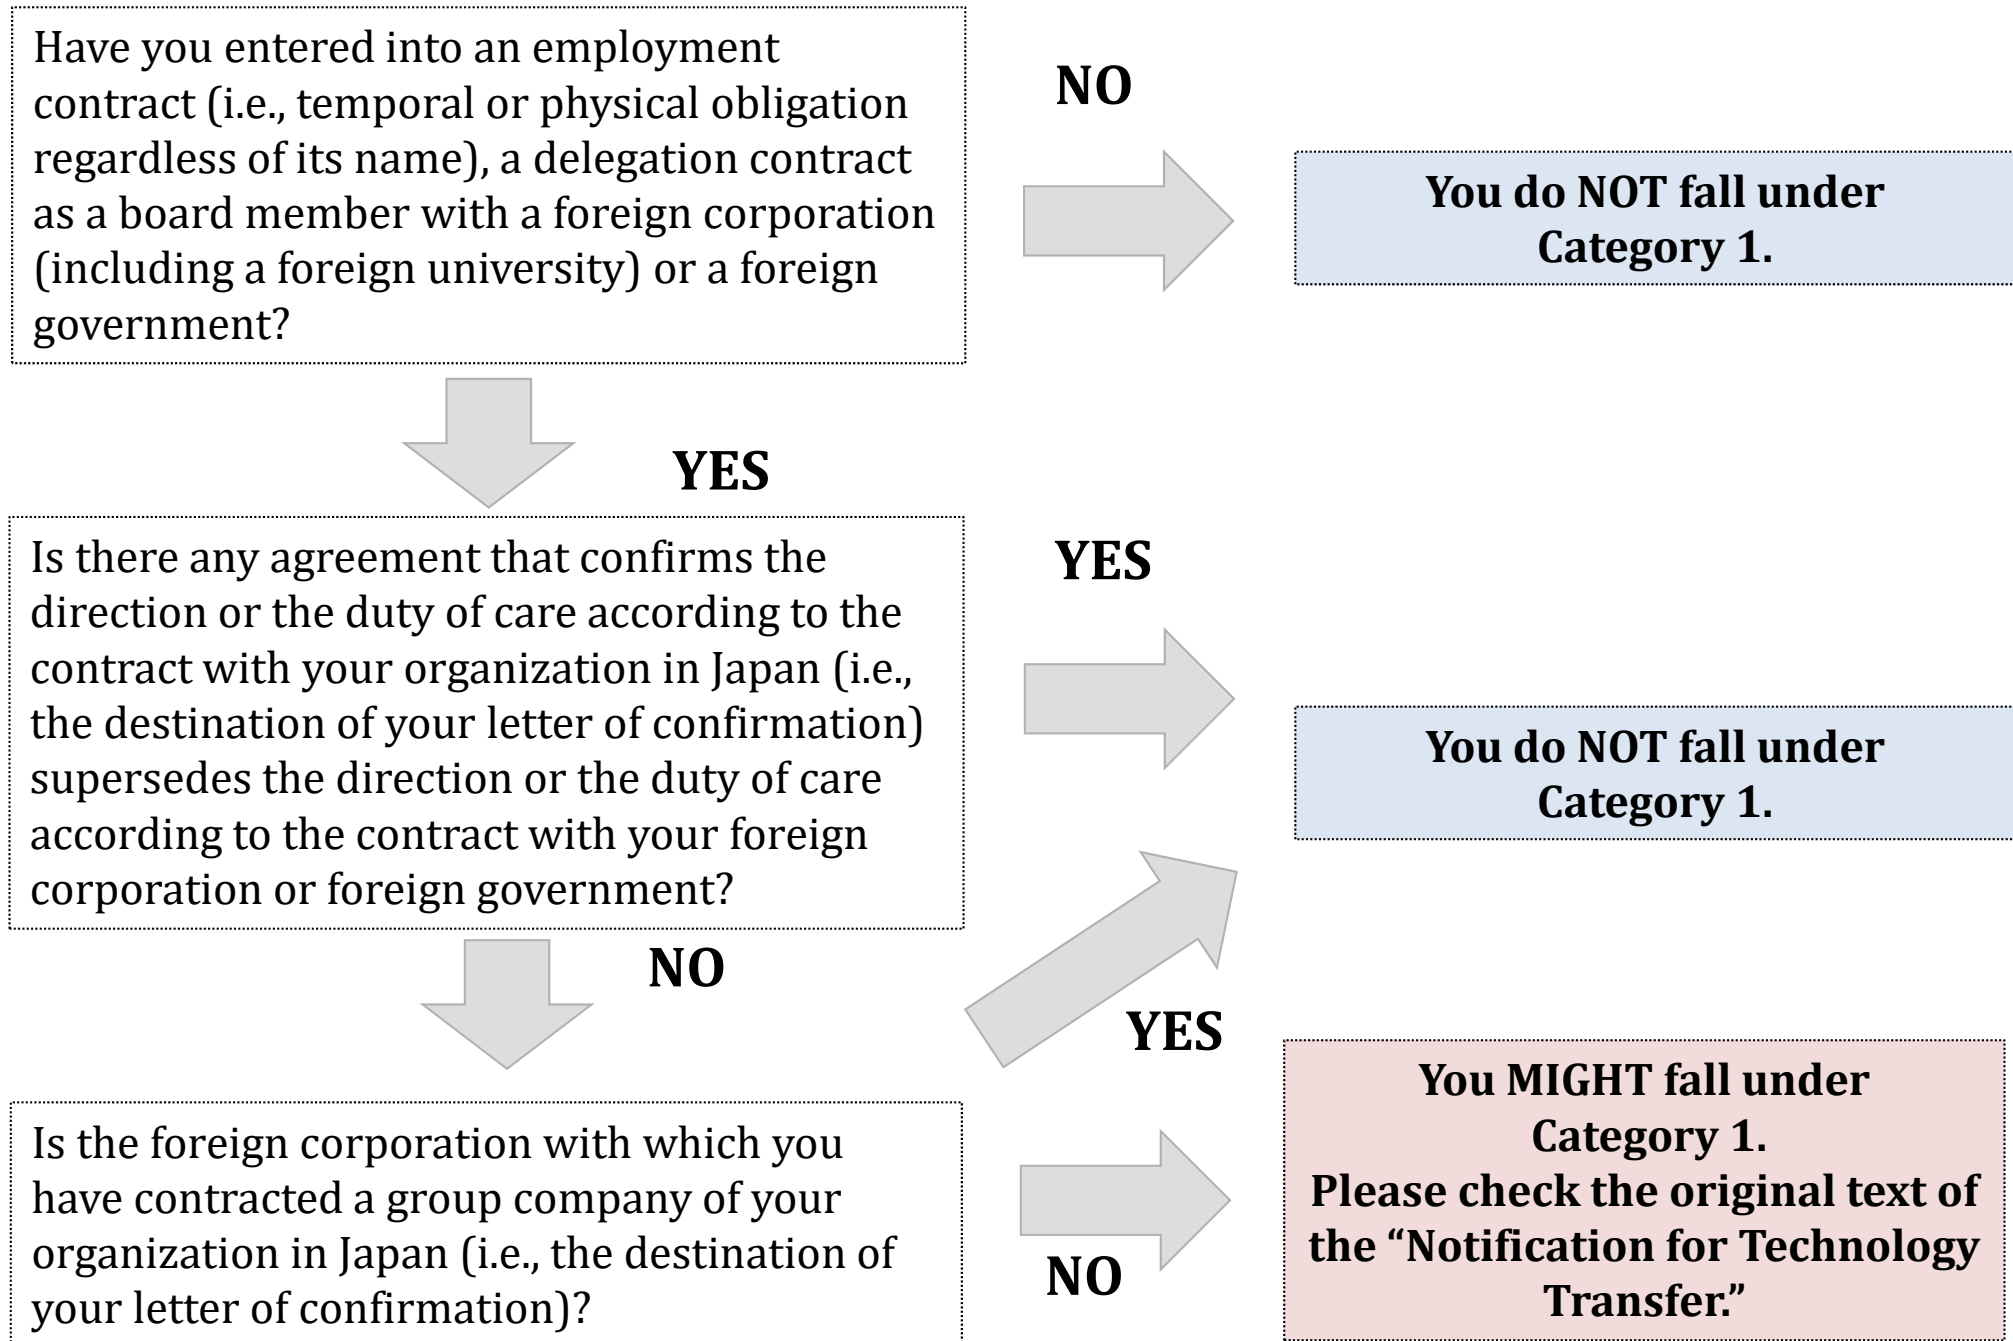 Have you entered into an employment
contract (i.e., temporal or physical obligation
regardless of its name), a delegation contract
as a board member with a foreign corporation
(including a foreign university) or a foreign
government?
NO
You do NOT fall under
Category 1.
YES
Is there any agreement that confirms the
direction or the duty of care according to the
contract with your organization in Japan (i.e.,
the destination of your letter of confirmation)
supersedes the direction or the duty of care
according to the contract with your foreign
corporation or foreign government?
YES
You do NOT fall under
Category 1.
NO
YES
Is the foreign corporation with which you
have contracted a group company of your
organization in Japan (i.e., the destination of
your letter of confirmation)?
NO
You MIGHT fall under
Category 1.
Please check the original text of
the “Notification for Technology
Transfer.”